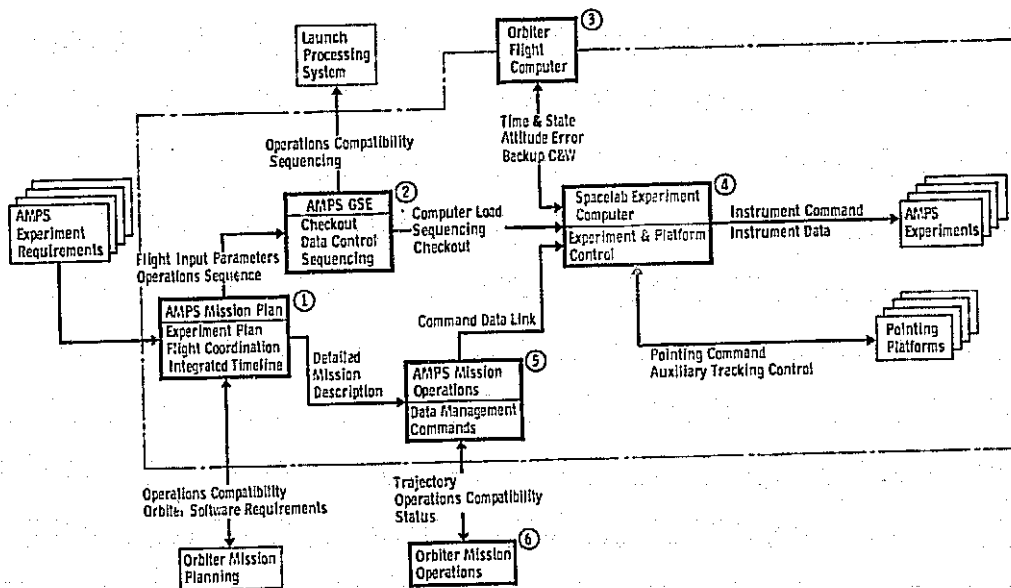 Launch
Processing
System
Orbiter
Flight
Computer
3
Time & State
Attitude Error
Backup C&W
Operations Compatibility
Sequencing
AMPS
Experiment
Requirements
2
AMPS GSE
Checkout
Data Control
Sequencing
Computer Load
Sequencing
Checkout
4
Spacelab Experiment
Computer
Experiment & Platform
Control
Instrument Command
Instrument Data
AMPS
Experiments
Flight Input Parameters
Operations Sequence
1
AMPS Mission Plan
Experiment Plan
Flight Coordination
Integrated Timeline
Command Data Link
Detailed
Mission
Description
5
AMPS Mission
Operations
Data Management
Commands
Pointing
Platforms
Pointing Command
Auxiliary Tracking Control
Operations Compatibility
Orbiter Software Requirements
Trajectory
Operations Compatibility
Status
Orbiter Mission
Planning
6
Orbiter Mission
Operations